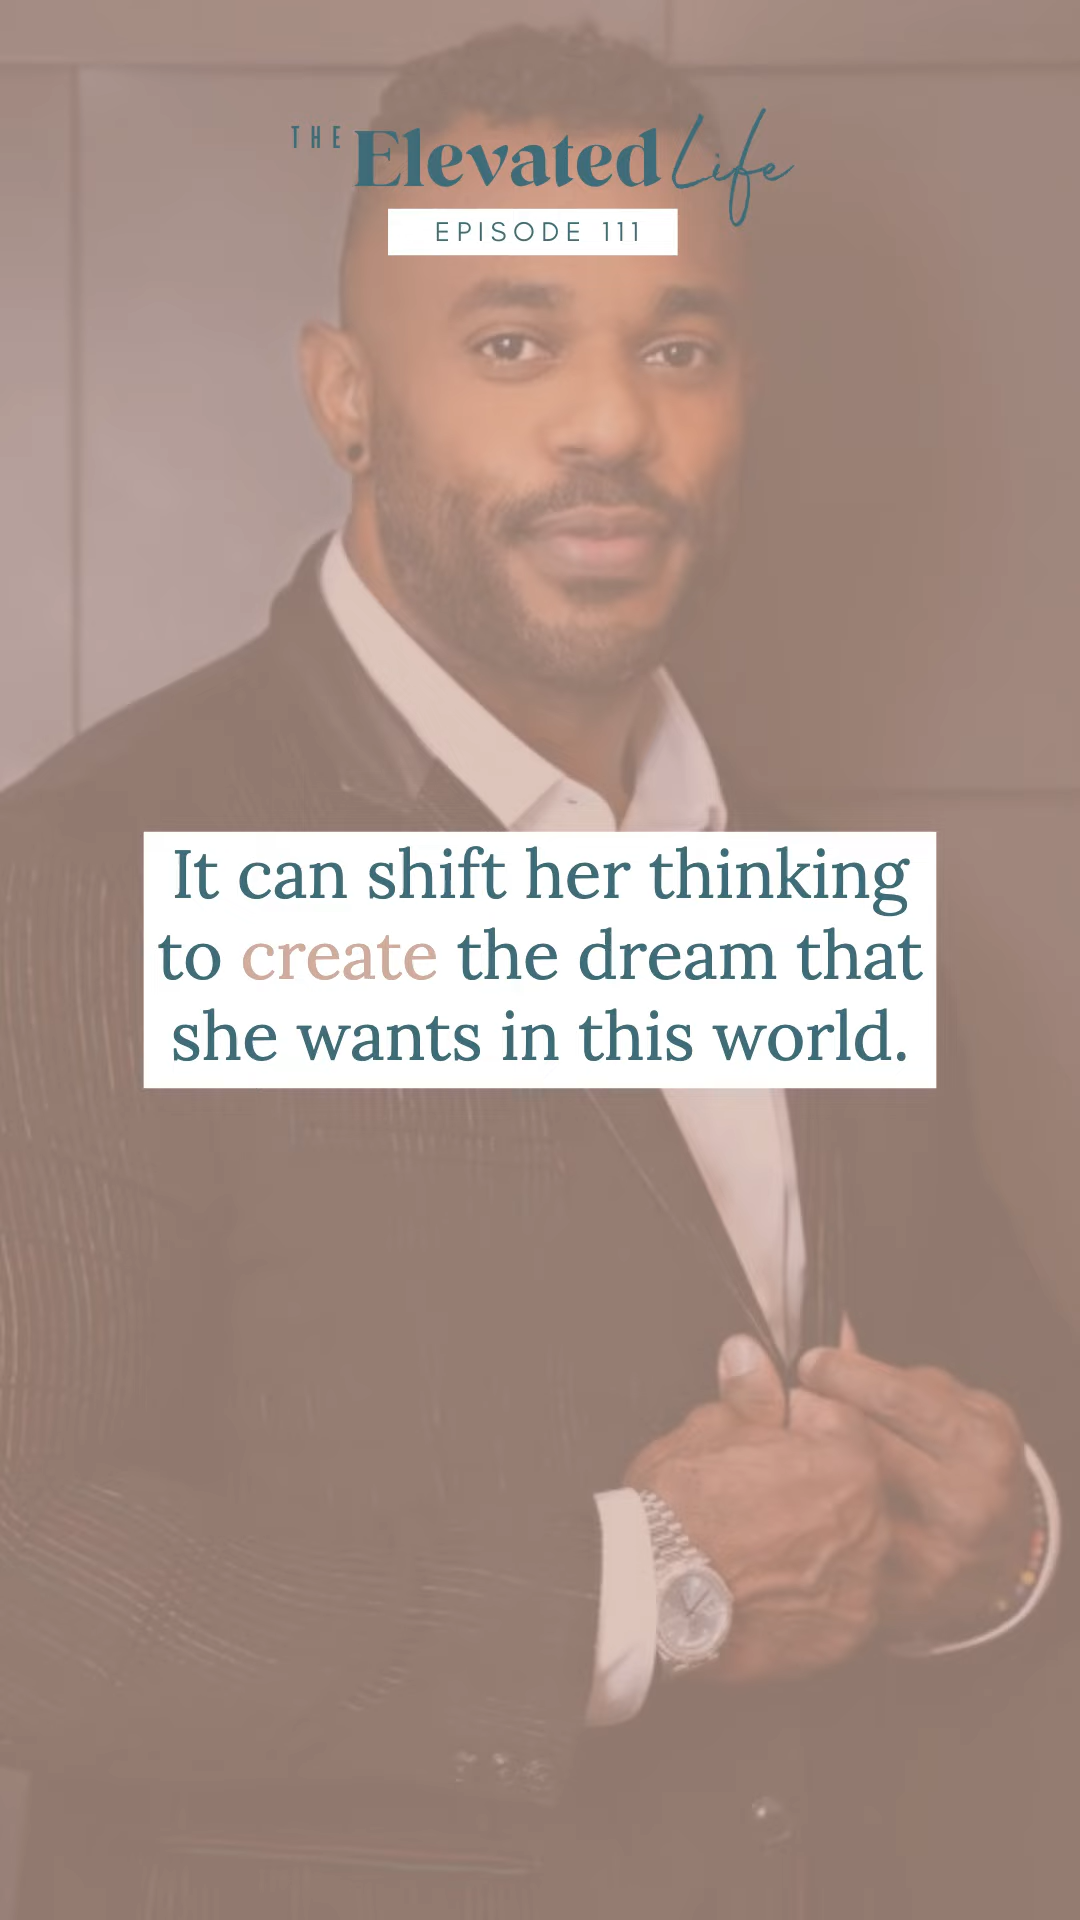 THE Elevated Life
EPISODE 111
It can shift her thinking
to create the dream that
she wants in this world.